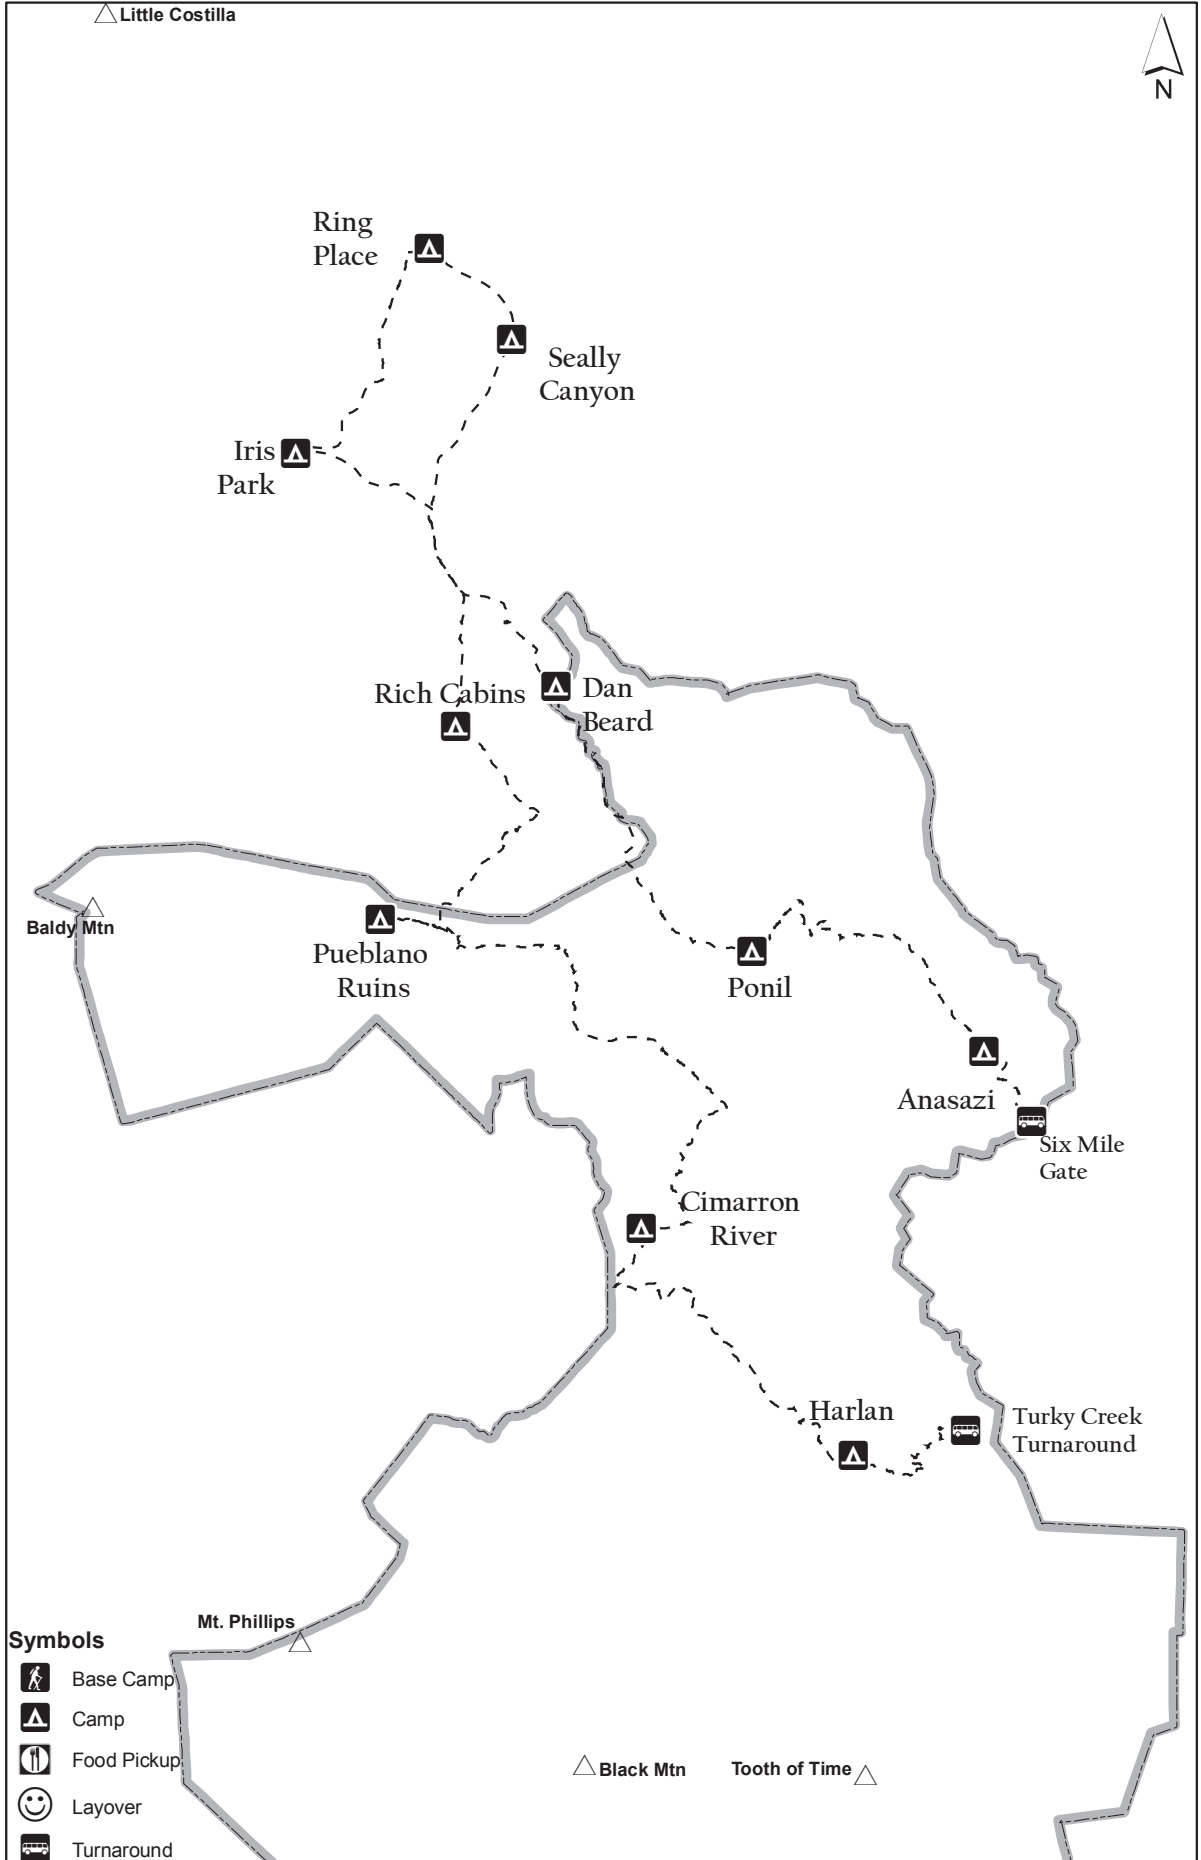 Little Costilla
N
Ring
Place
Seally
Canyon
Iris
Park
Rich Cabins
Dan
Beard
Baldy Mtn
Pueblano
Ruins
Ponil
Anasazi
Six Mile
Gate
Cimarron
River
Harlan
Turky Creek
Turnaround
Mt. Phillips
Symbols
Base Camp
Camp
Food Pickup
Layover
Turnaround
Black Mtn
Tooth of Time